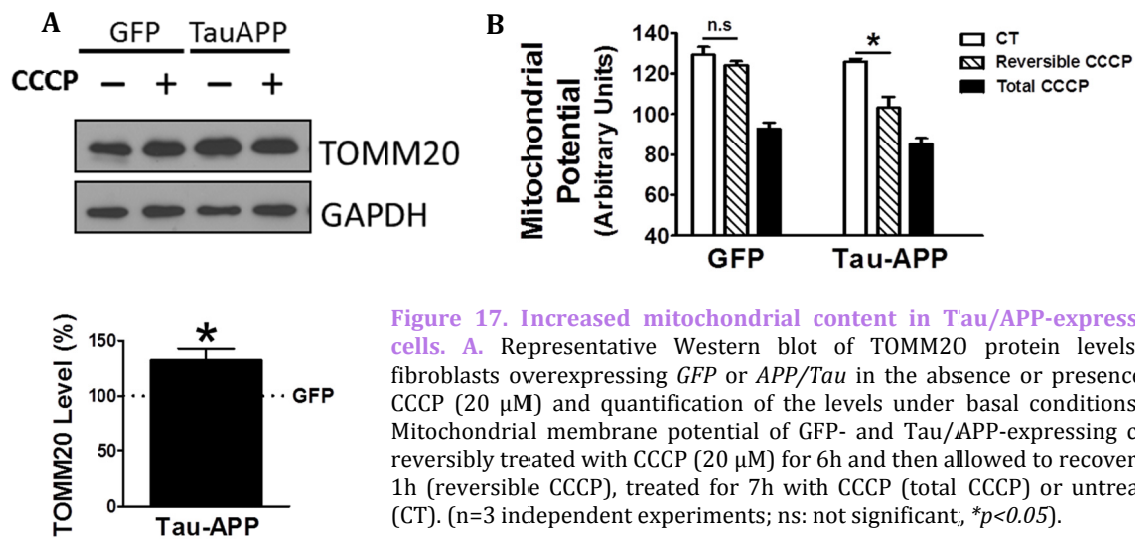 A
GFP TauAPP
CCCP – + – +
TOMM20
GAPDH
B
Mitochondrial
Potential
(Arbitrary Units)
140
120
100
80
60
40
n.s
*
CT
Reversible CCCP
Total CCCP
GFP Tau-APP
TOMM20 Level (%)
150
100
50
0
*
GFP
Tau-APP
Figure 17. Increased mitochondrial content in Tau/APP-express
cells. A. Representative Western blot of TOMM20 protein levels
fibroblasts overexpressing GFP or APP/Tau in the absence or presence
CCCP (20 μM) and quantification of the levels under basal conditions
Mitochondrial membrane potential of GFP- and Tau/APP-expressing c
reversibly treated with CCCP (20 μM) for 6h and then allowed to recover
1h (reversible CCCP), treated for 7h with CCCP (total CCCP) or untrea
(CT). (n=3 independent experiments; ns: not significant, *p<0.05).